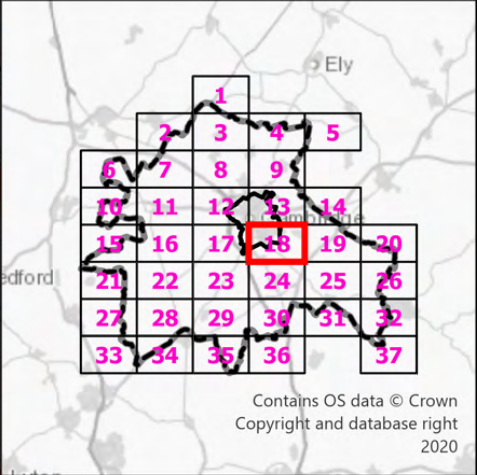 Ely
1
2 3 4 5
6 7 8 9
10 11 12 13 14
Cambridge
15 16 17 18 19 20
edford
21 22 23 24 25 26
27 28 29 30 31 32
33 34 35 36 37
Contains OS data © Crown
Copyright and database right
2020